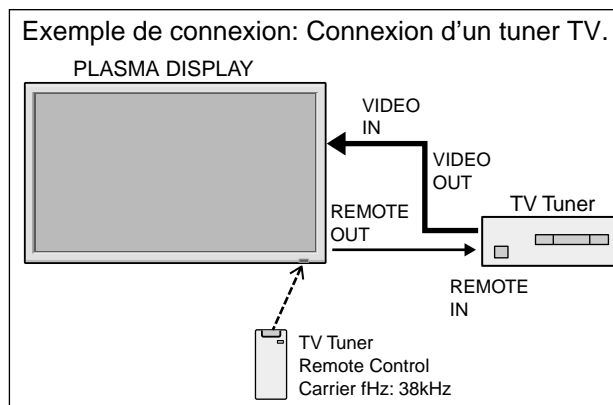 Exemple de connexion: Connexion d'un tuner TV.
PLASMA DISPLAY
VIDEO
IN
VIDEO
OUT
TV Tuner
REMOTE
OUT
REMOTE
IN
TV Tuner
Remote Control
Carrier fHz: 38kHz